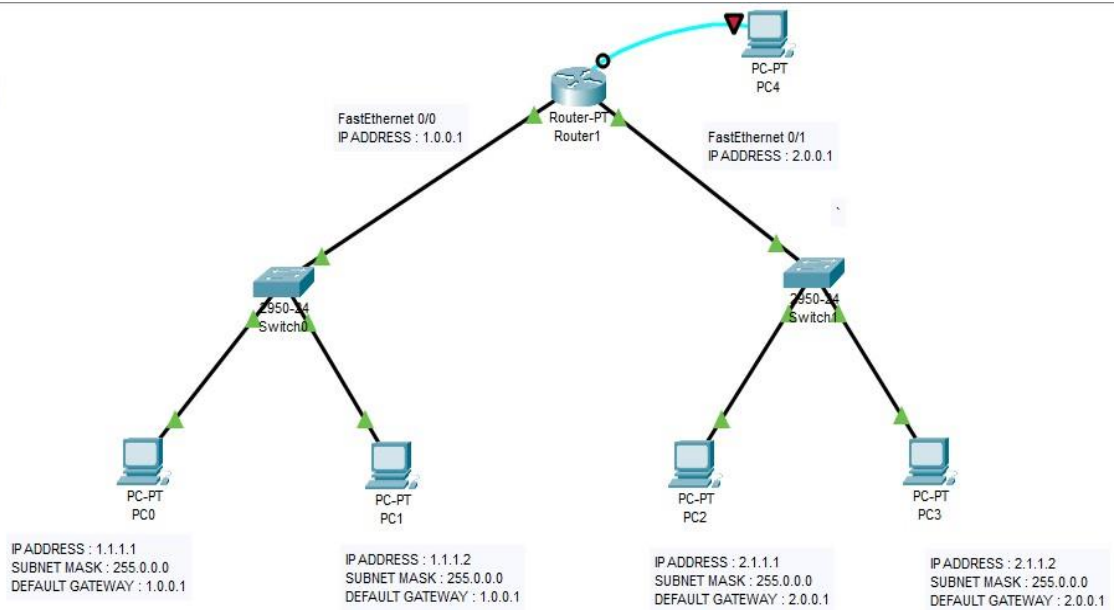 PC-PT
PC4
Router-PT
Router1
FastEthernet 0/0
IP ADDRESS : 1.0.0.1
FastEthernet 0/1
IP ADDRESS : 2.0.0.1
`
2950-24
Switch0
2950-24
Switch1
PC-PT
PC0
PC-PT
PC1
PC-PT
PC2
PC-PT
PC3
IP ADDRESS : 1.1.1.1
SUBNET MASK : 255.0.0.0
DEFAULT GATEWAY : 1.0.0.1
IP ADDRESS : 1.1.1.2
SUBNET MASK : 255.0.0.0
DEFAULT GATEWAY : 1.0.0.1
IP ADDRESS : 2.1.1.1
SUBNET MASK : 255.0.0.0
DEFAULT GATEWAY : 2.0.0.1
IP ADDRESS : 2.1.1.2
SUBNET MASK : 255.0.0.0
DEFAULT GATEWAY : 2.0.0.1